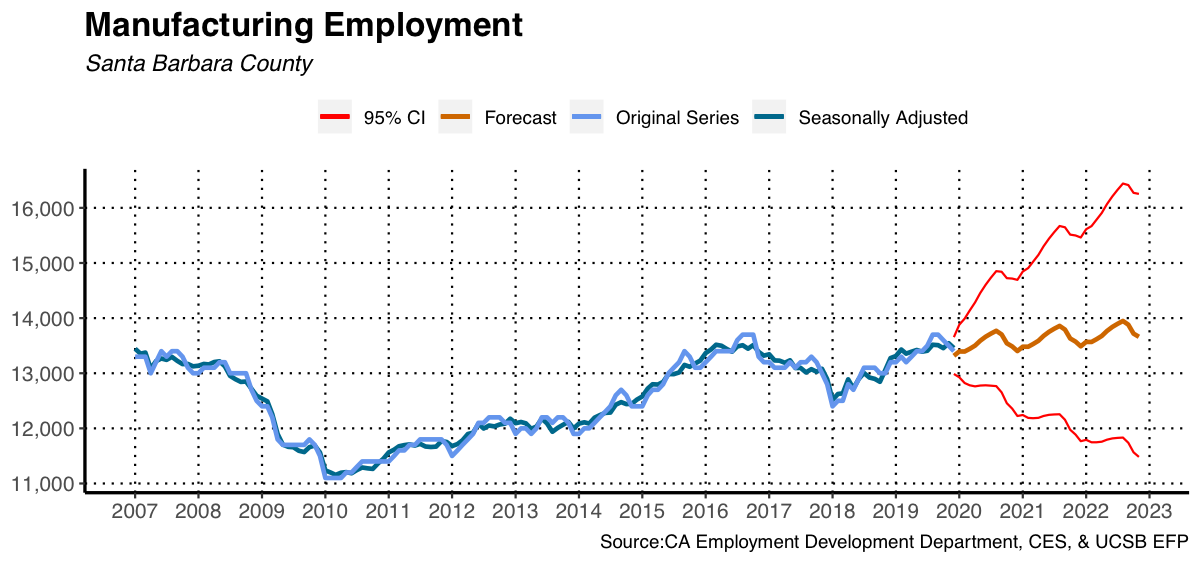 Manufacturing Employment
Santa Barbara County
95% CI Forecast Original Series Seasonally Adjusted
16,000
15,000
14,000
13,000
12,000
11,000
2007 2008 2009 2010 2011 2012 2013 2014 2015 2016 2017 2018 2019 2020 2021 2022 2023
Source:CA Employment Development Department, CES, & UCSB EFP